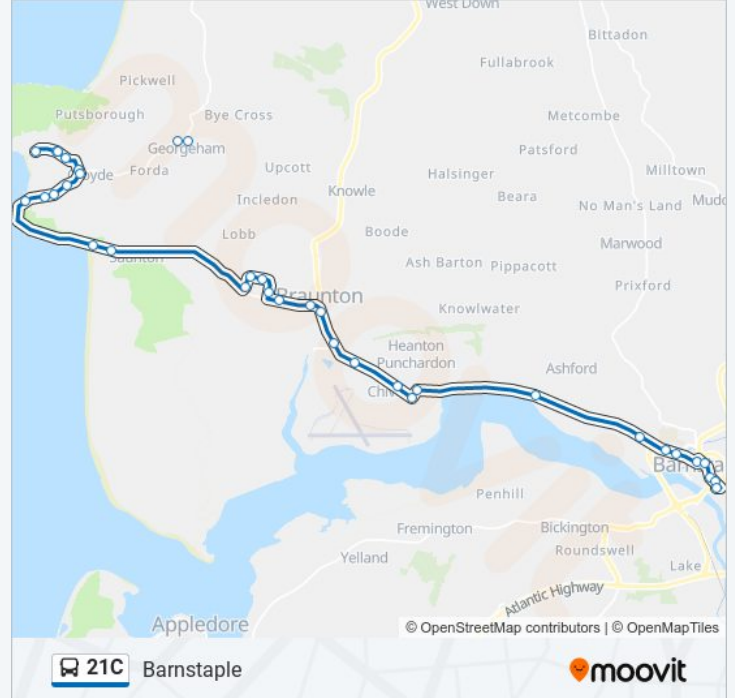 West Down
Bittadon
Fullabrook
Pickwell
Metcombe
Putsborough
Bye Cross
Patsford
Georgeham
Milltown
Halsinger
Upcott
Forda
Knowle
Beara
Incledon
No Man's Land
Lobb
Boode
Marwood
Ash Barton
Pippacott
Prixford
Braunton
Knowlwater
Heanton
Punchardon
Ashford
Penhill
Fremington
Bickington
Roundswell
Yelland
Lake
Atlantic Highway
Appledore
© OpenStreetMap contributors | © OpenMapTiles
21C
Barnstaple
moovit